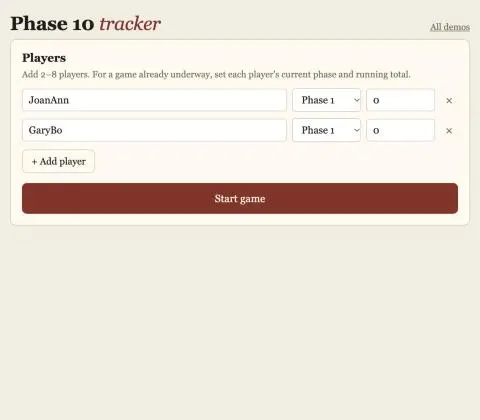 Phase 10 tracker
All demos
Players
Add 2–8 players. For a game already underway, set each player's current phase and running total.
JoanAnn Phase 1 0 ×
GaryBo Phase 1 0 ×
+ Add player
Start game